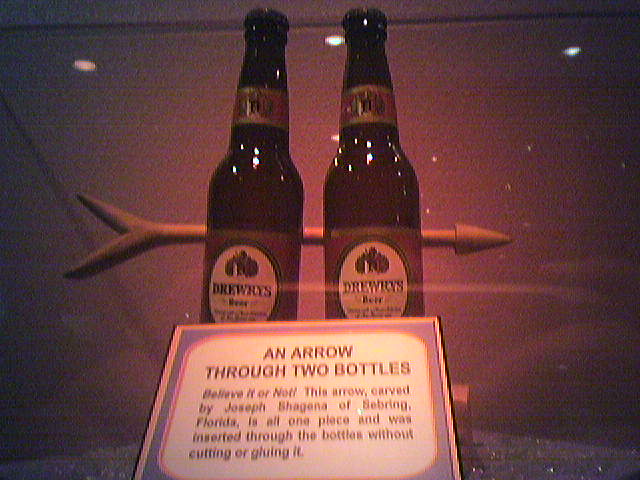 DREWRYS
Beer
DREWRYS
Beer
AN ARROW
THROUGH TWO BOTTLES
Believe it or Not! This arrow, carved
by Joseph Shagena of Sebring,
Florida, is all one piece and was
inserted through the bottles without
cutting or gluing it.